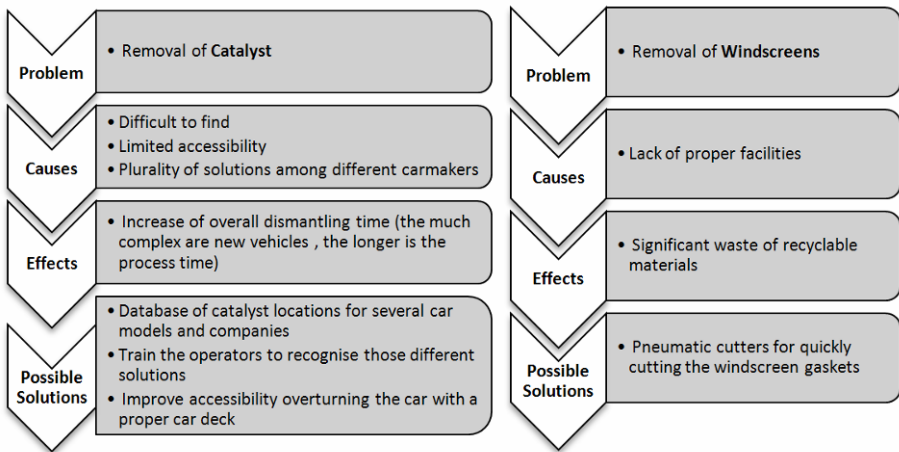 Problem
• Removal of Catalyst
Causes
• Difficult to find
• Limited accessibility
• Plurality of solutions among different carmakers
Effects
• Increase of overall dismantling time (the much
complex are new vehicles , the longer is the
process time)
Possible
Solutions
• Database of catalyst locations for several car
models and companies
• Train the operators to recognise those different
solutions
• Improve accessibility overturning the car with a
proper car deck
Problem
• Removal of Windscreens
Causes
• Lack of proper facilities
Effects
• Significant waste of recyclable
materials
Possible
Solutions
• Pneumatic cutters for quickly
cutting the windscreen gaskets